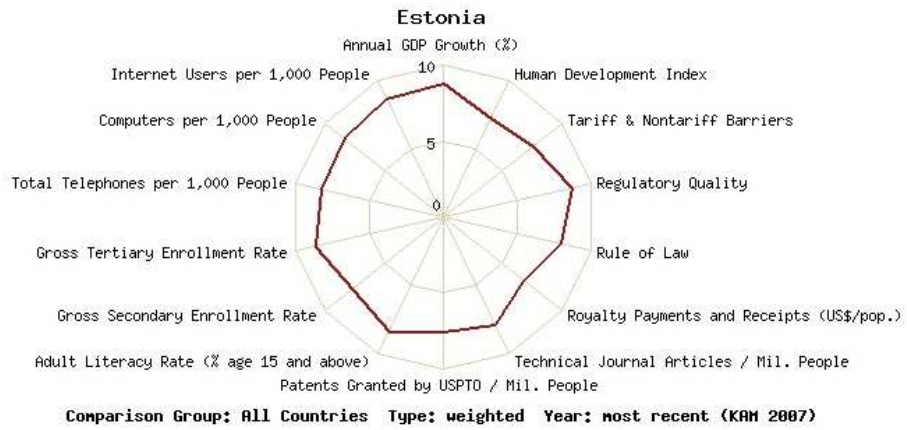 Estonia
Annual GDP Growth (%)
10
Internet Users per 1,000 People
Human Development Index
Computers per 1,000 People
Tariff & Nontariff Barriers
5
Total Telephones per 1,000 People
Regulatory Quality
0
Gross Tertiary Enrollment Rate
Rule of Law
Gross Secondary Enrollment Rate
Royalty Payments and Receipts (US$/pop.)
Adult Literacy Rate (% age 15 and above)
Technical Journal Articles / Mil. People
Patents Granted by USPTO / Mil. People
Comparison Group: All Countries Type: weighted Year: most recent (KAM 2007)